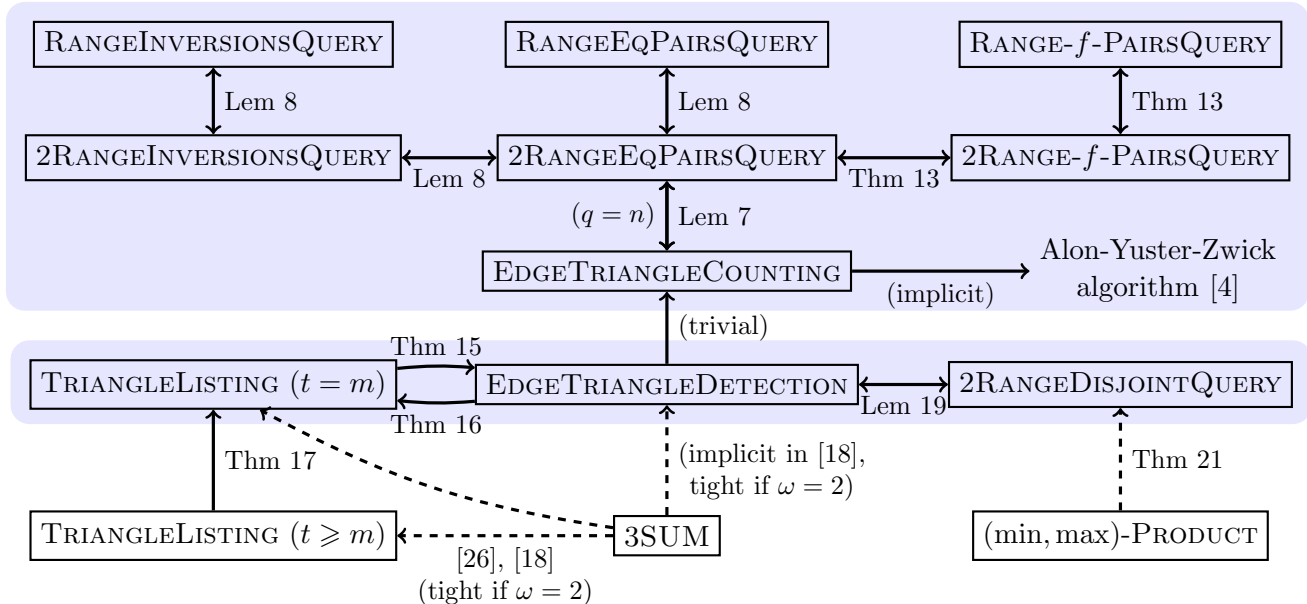 RANGEINVERSIONSQUERY
RANGEEQPAIRSQUERY
RANGE-f-PAIRSQUERY
Lem 8
Lem 8
Thm 13
2RANGEINVERSIONSQUERY
2RANGEEQPAIRSQUERY
2RANGE-f-PAIRSQUERY
Lem 8
Thm 13
(q = n)
Lem 7
EDGETRIANGLECOUNTING
(implicit)
Alon-Yuster-Zwick
algorithm [4]
(trivial)
Thm 15
TRIANGLELISTING (t = m)
EDGETRIANGLEDETECTION
2RANGEDISJOINTQUERY
Lem 19
Thm 16
Thm 17
(implicit in [18],
tight if ω = 2)
Thm 21
TRIANGLELISTING (t ⩾ m)
3SUM
(min, max)-PRODUCT
[26], [18]
(tight if ω = 2)